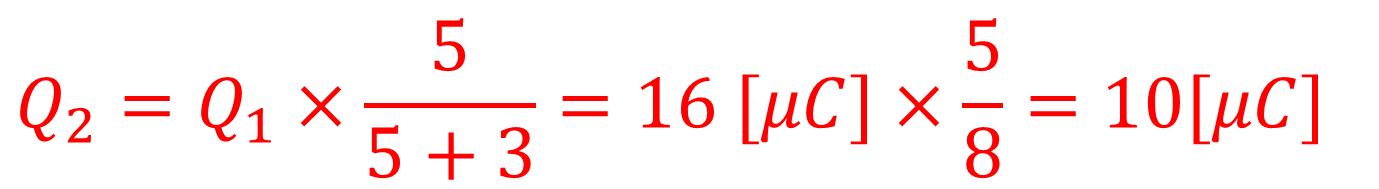 Q₂ = Q₁ × 5/(5 + 3) = 16 [μC] × 5/8 = 10[μC]